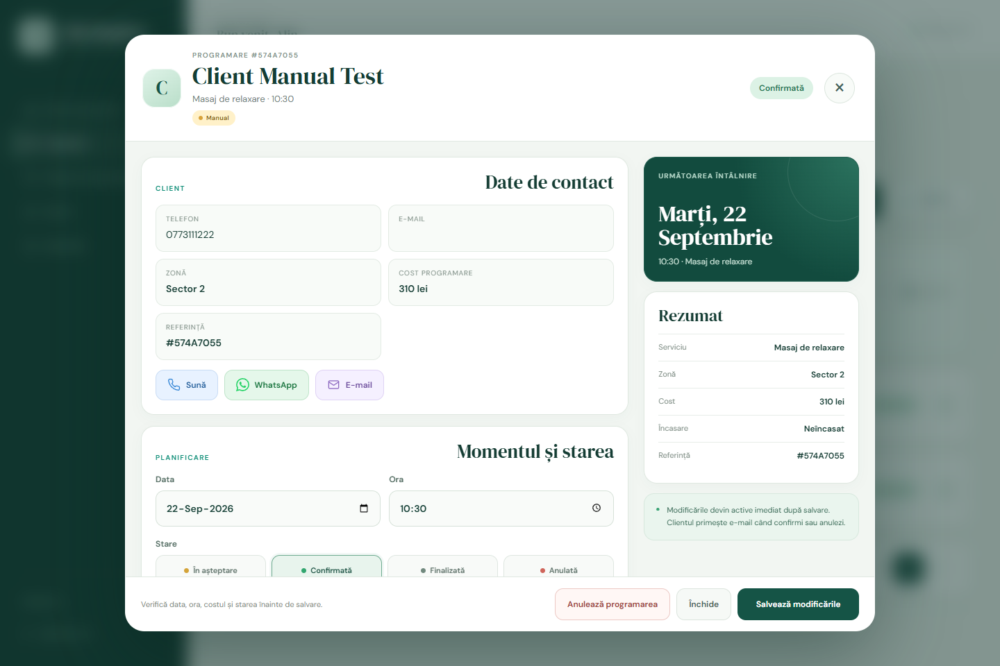 PROGRAMARE #574A7055
C
Client Manual Test
Masaj de relaxare · 10:30
Manual
Confirmată
CLIENT
Date de contact
TELEFON
0773111222
E-MAIL
ZONĂ
Sector 2
COST PROGRAMARE
310 lei
REFERINȚĂ
#574A7055
Sună
WhatsApp
E-mail
PLANIFICARE
Momentul și starea
Data
Ora
22-Sep-2026
10:30
Stare
În așteptare
Confirmată
Finalizată
Anulată
URMĂTOAREA ÎNTÂLNIRE
Marți, 22
Septembrie
10:30 · Masaj de relaxare
Rezumat
Serviciu
Masaj de relaxare
Zonă
Sector 2
Cost
310 lei
Încasare
Neîncasat
Referință
#574A7055
Modificările devin active imediat după salvare.
Clientul primește e-mail când confirmi sau anulezi.
Verifică data, ora, costul și starea înainte de salvare.
Anulează programarea
Închide
Salvează modificările